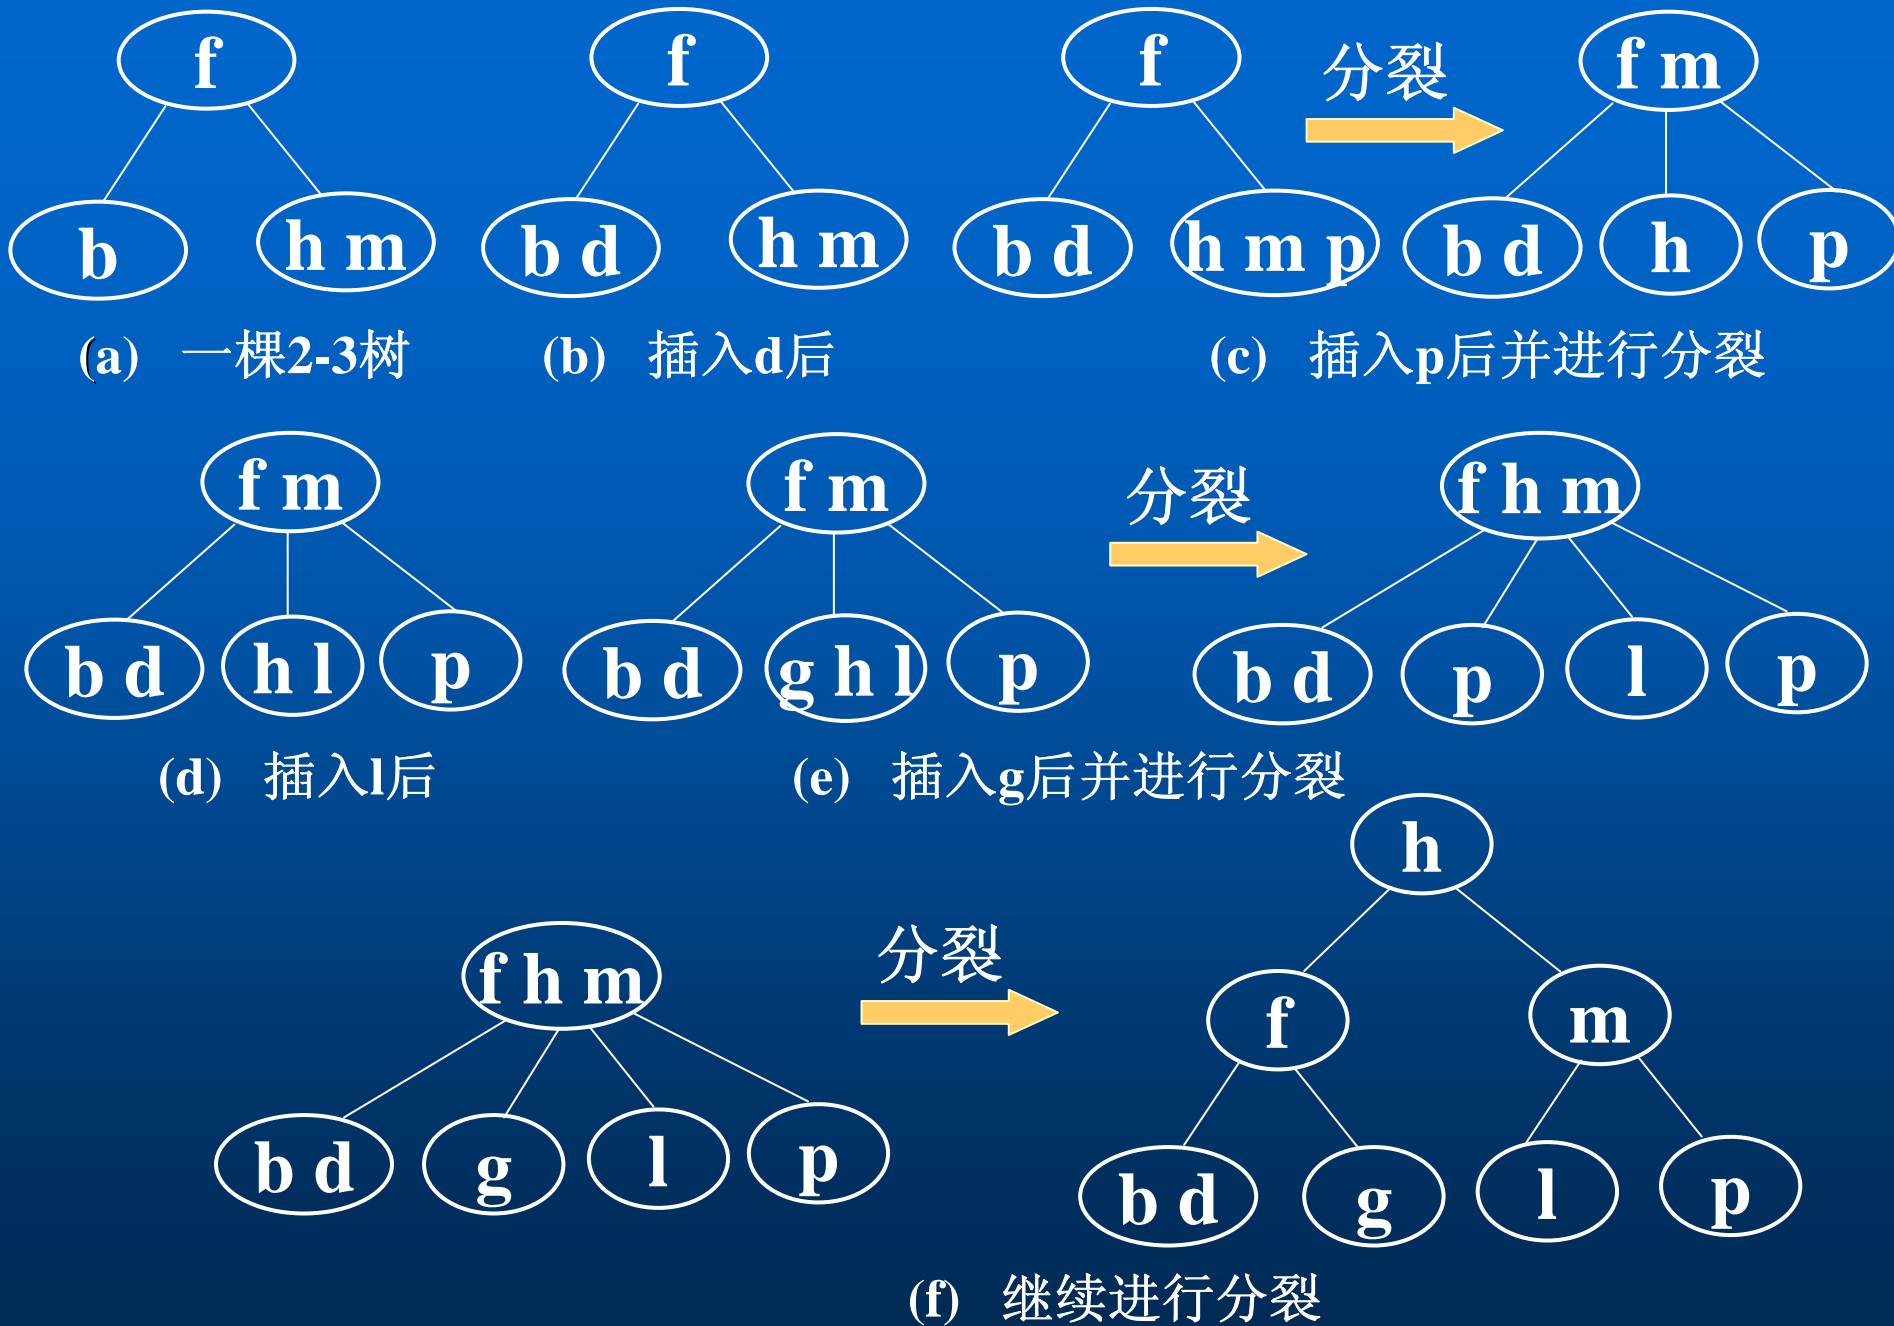 f
b
h m
(a) 一棵2-3树
f
b d
h m
(b) 插入d后
f
b d
h m p
分裂
f m
b d
h
p
(c) 插入p后并进行分裂
f m
b d
h l
p
(d) 插入l后
f m
b d
g h l
p
分裂
f h m
b d
p
l
p
(e) 插入g后并进行分裂
f h m
b d
g
l
p
分裂
h
f
m
b d
g
l
p
(f) 继续进行分裂